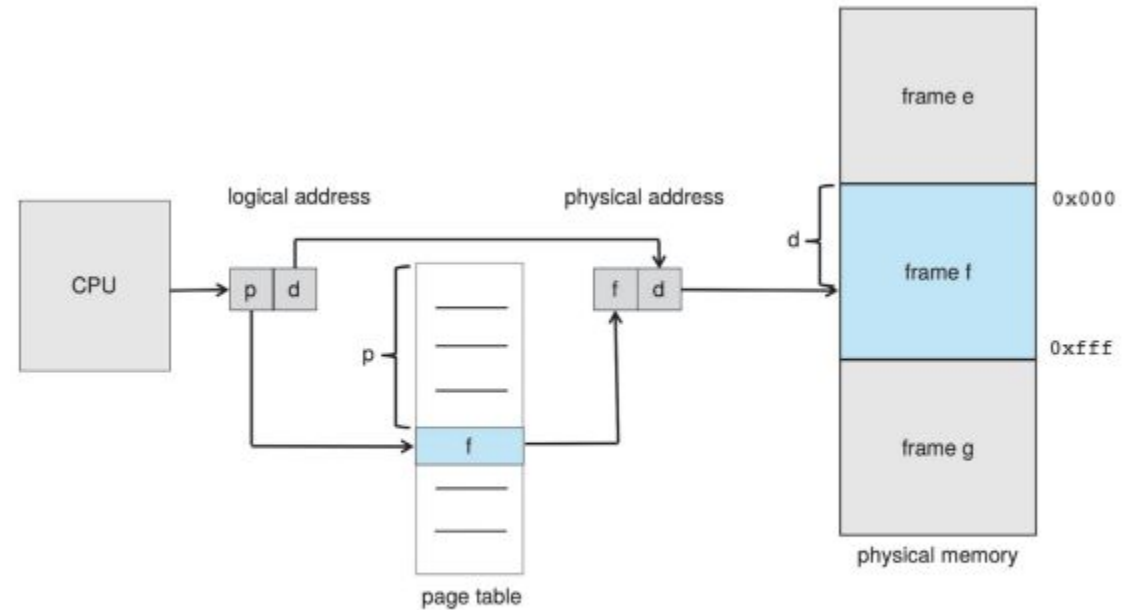 frame e
logical address
physical address
0x000
d
CPU
p d
f d
frame f
p
0xfff
f
frame g
physical memory
page table